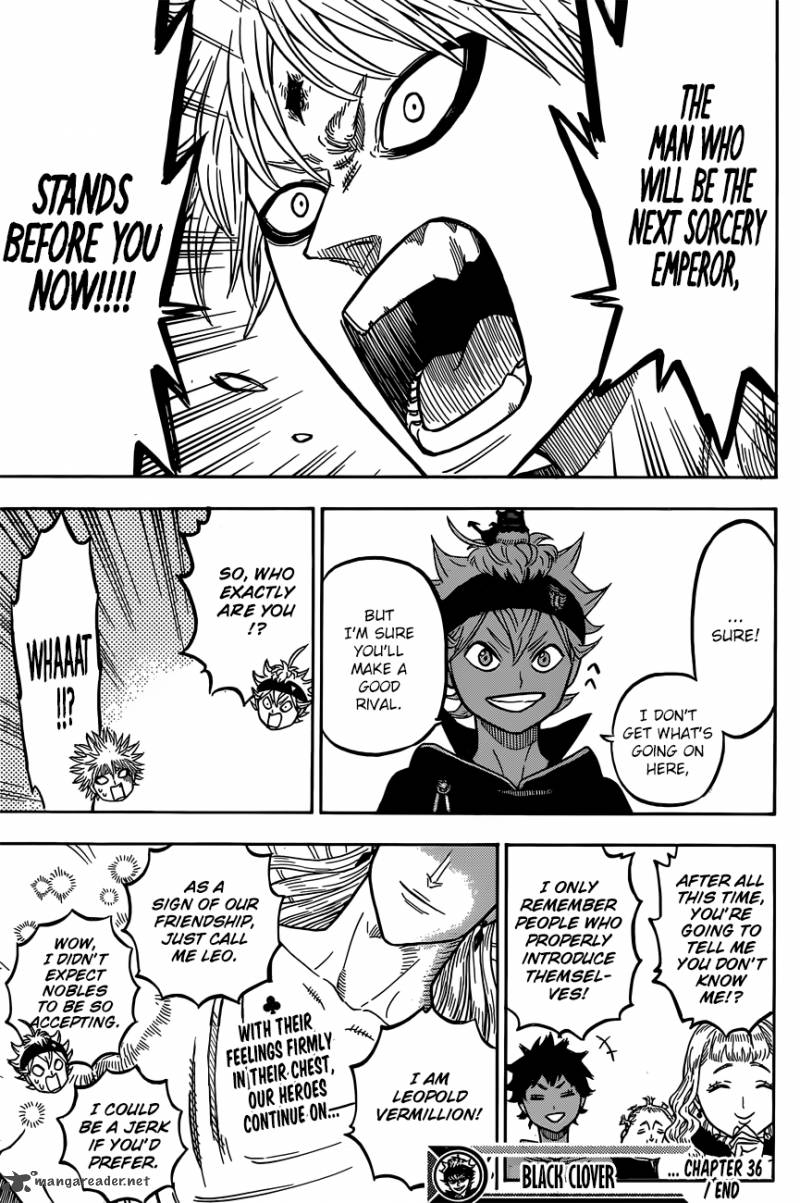 THE
MAN WHO
WILL BE THE
NEXT SORCERY
EMPEROR,
STANDS
BEFORE YOU
NOW!!!!
...
SURE!
I DON'T
GET WHAT'S
GOING ON
HERE,
BUT
I'M SURE
YOU'LL
MAKE A
GOOD
RIVAL.
SO, WHO
EXACTLY
ARE YOU
!?
WHAAAT
!!?
AFTER ALL
THIS TIME,
YOU'RE
GOING TO
TELL ME
YOU DON'T
KNOW
ME!?
I ONLY
REMEMBER
PEOPLE WHO
PROPERLY
INTRODUCE
THEMSEL-
VES!
I AM
LEOPOLD
VERMILLION!
AS A
SIGN OF OUR
FRIENDSHIP,
JUST CALL
ME LEO.
WOW,
I DIDN'T
EXPECT
NOBLES
TO BE SO
ACCEPTING.
I COULD
BE A JERK
IF YOU'D
PREFER.
♣
WITH THEIR
FEELINGS FIRMLY
IN THEIR CHEST,
OUR HEROES
CONTINUE ON...
BLACK CLOVER
... CHAPTER 36
/ END
mangareader.net